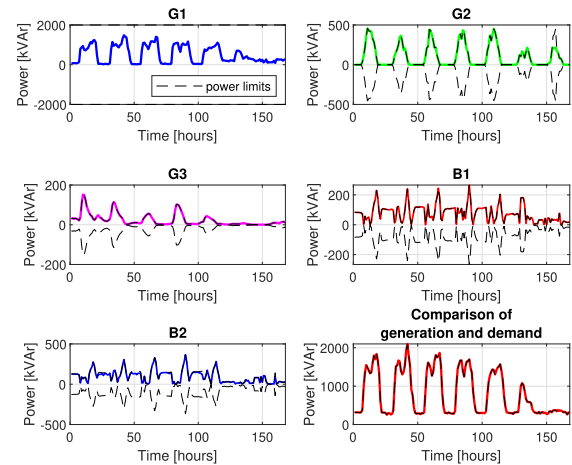 G1
Power [kVAr]
2000
0
-2000
power limits
0
50
100
150
Time [hours]
G2
Power [kVAr]
500
0
-500
0
50
100
150
Time [hours]
G3
Power [kVAr]
200
0
-200
0
50
100
150
Time [hours]
B1
Power [kVAr]
200
0
-200
0
50
100
150
Time [hours]
B2
Power [kVAr]
500
0
-500
0
50
100
150
Time [hours]
Comparison of
generation and demand
Power [kVAr]
2000
1000
0
0
50
100
150
Time [hours]